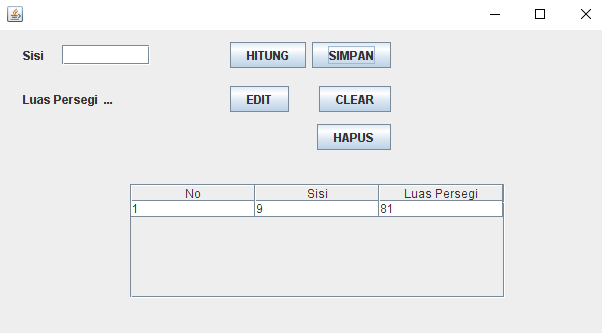 Sisi HITUNG SIMPAN
Luas Persegi ... EDIT CLEAR
HAPUS
No Sisi Luas Persegi
1 9 81